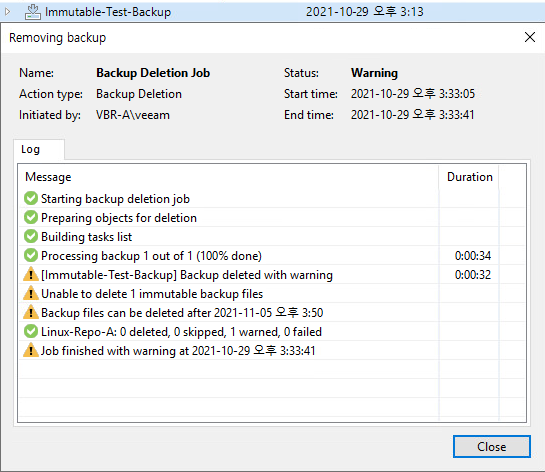 Immutable-Test-Backup 2021-10-29 오후 3:13
Removing backup
Name: Backup Deletion Job Status: Warning
Action type: Backup Deletion Start time: 2021-10-29 오후 3:33:05
Initiated by: VBR-A\veeam End time: 2021-10-29 오후 3:33:41
Log
Message Duration
Starting backup deletion job
Preparing objects for deletion
Building tasks list
Processing backup 1 out of 1 (100% done) 0:00:34
[Immutable-Test-Backup] Backup deleted with warning 0:00:32
Unable to delete 1 immutable backup files
Backup files can be deleted after 2021-11-05 오후 3:50
Linux-Repo-A: 0 deleted, 0 skipped, 1 warned, 0 failed
Job finished with warning at 2021-10-29 오후 3:33:41
Close